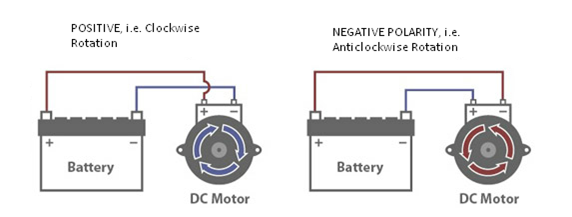 POSITIVE, i.e. Clockwise
Rotation
NEGATIVE POLARITY, i.e.
Anticlockwise Rotation
+ −
+ −
Battery
DC Motor
+ −
+ −
Battery
DC Motor